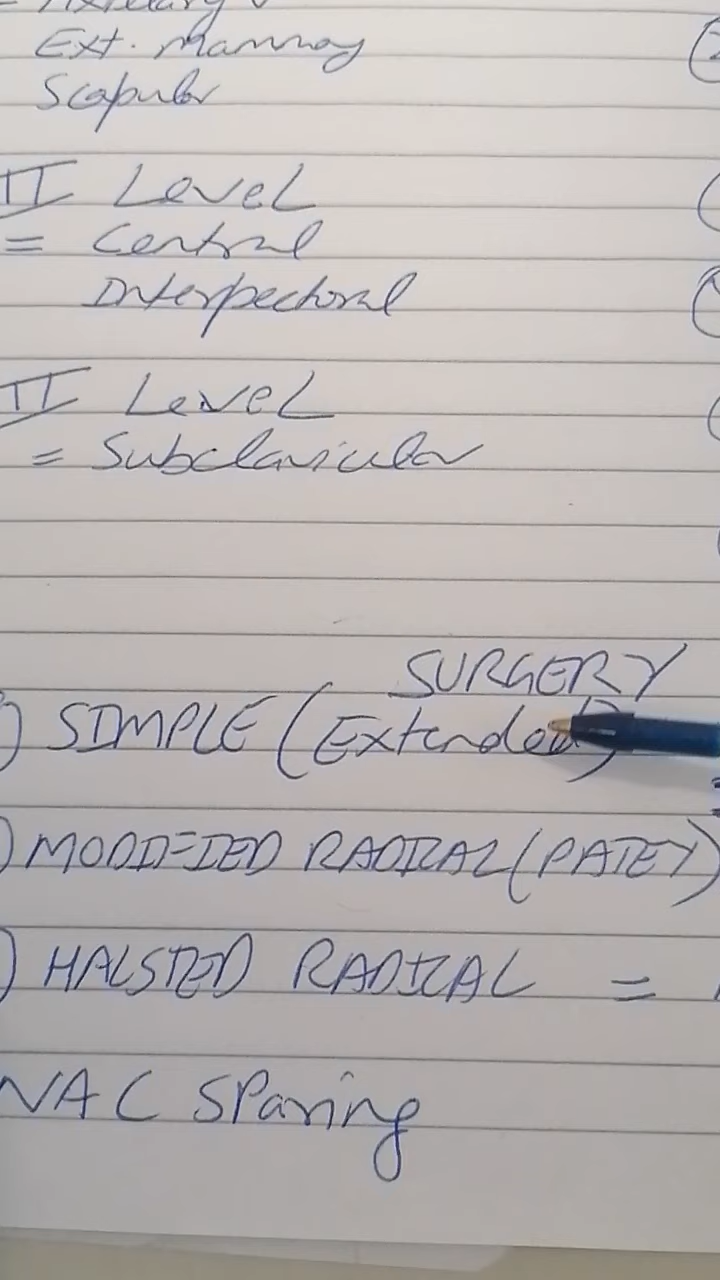 Ext. Mammary
Scapular
II Level
= Central
Interpectoral
II Level
= Subclavicular
SURGERY
) SIMPLE (Extended)
) MODIFIED RADICAL (PATEY)
) HALSTED RADICAL =
NAC Sparing